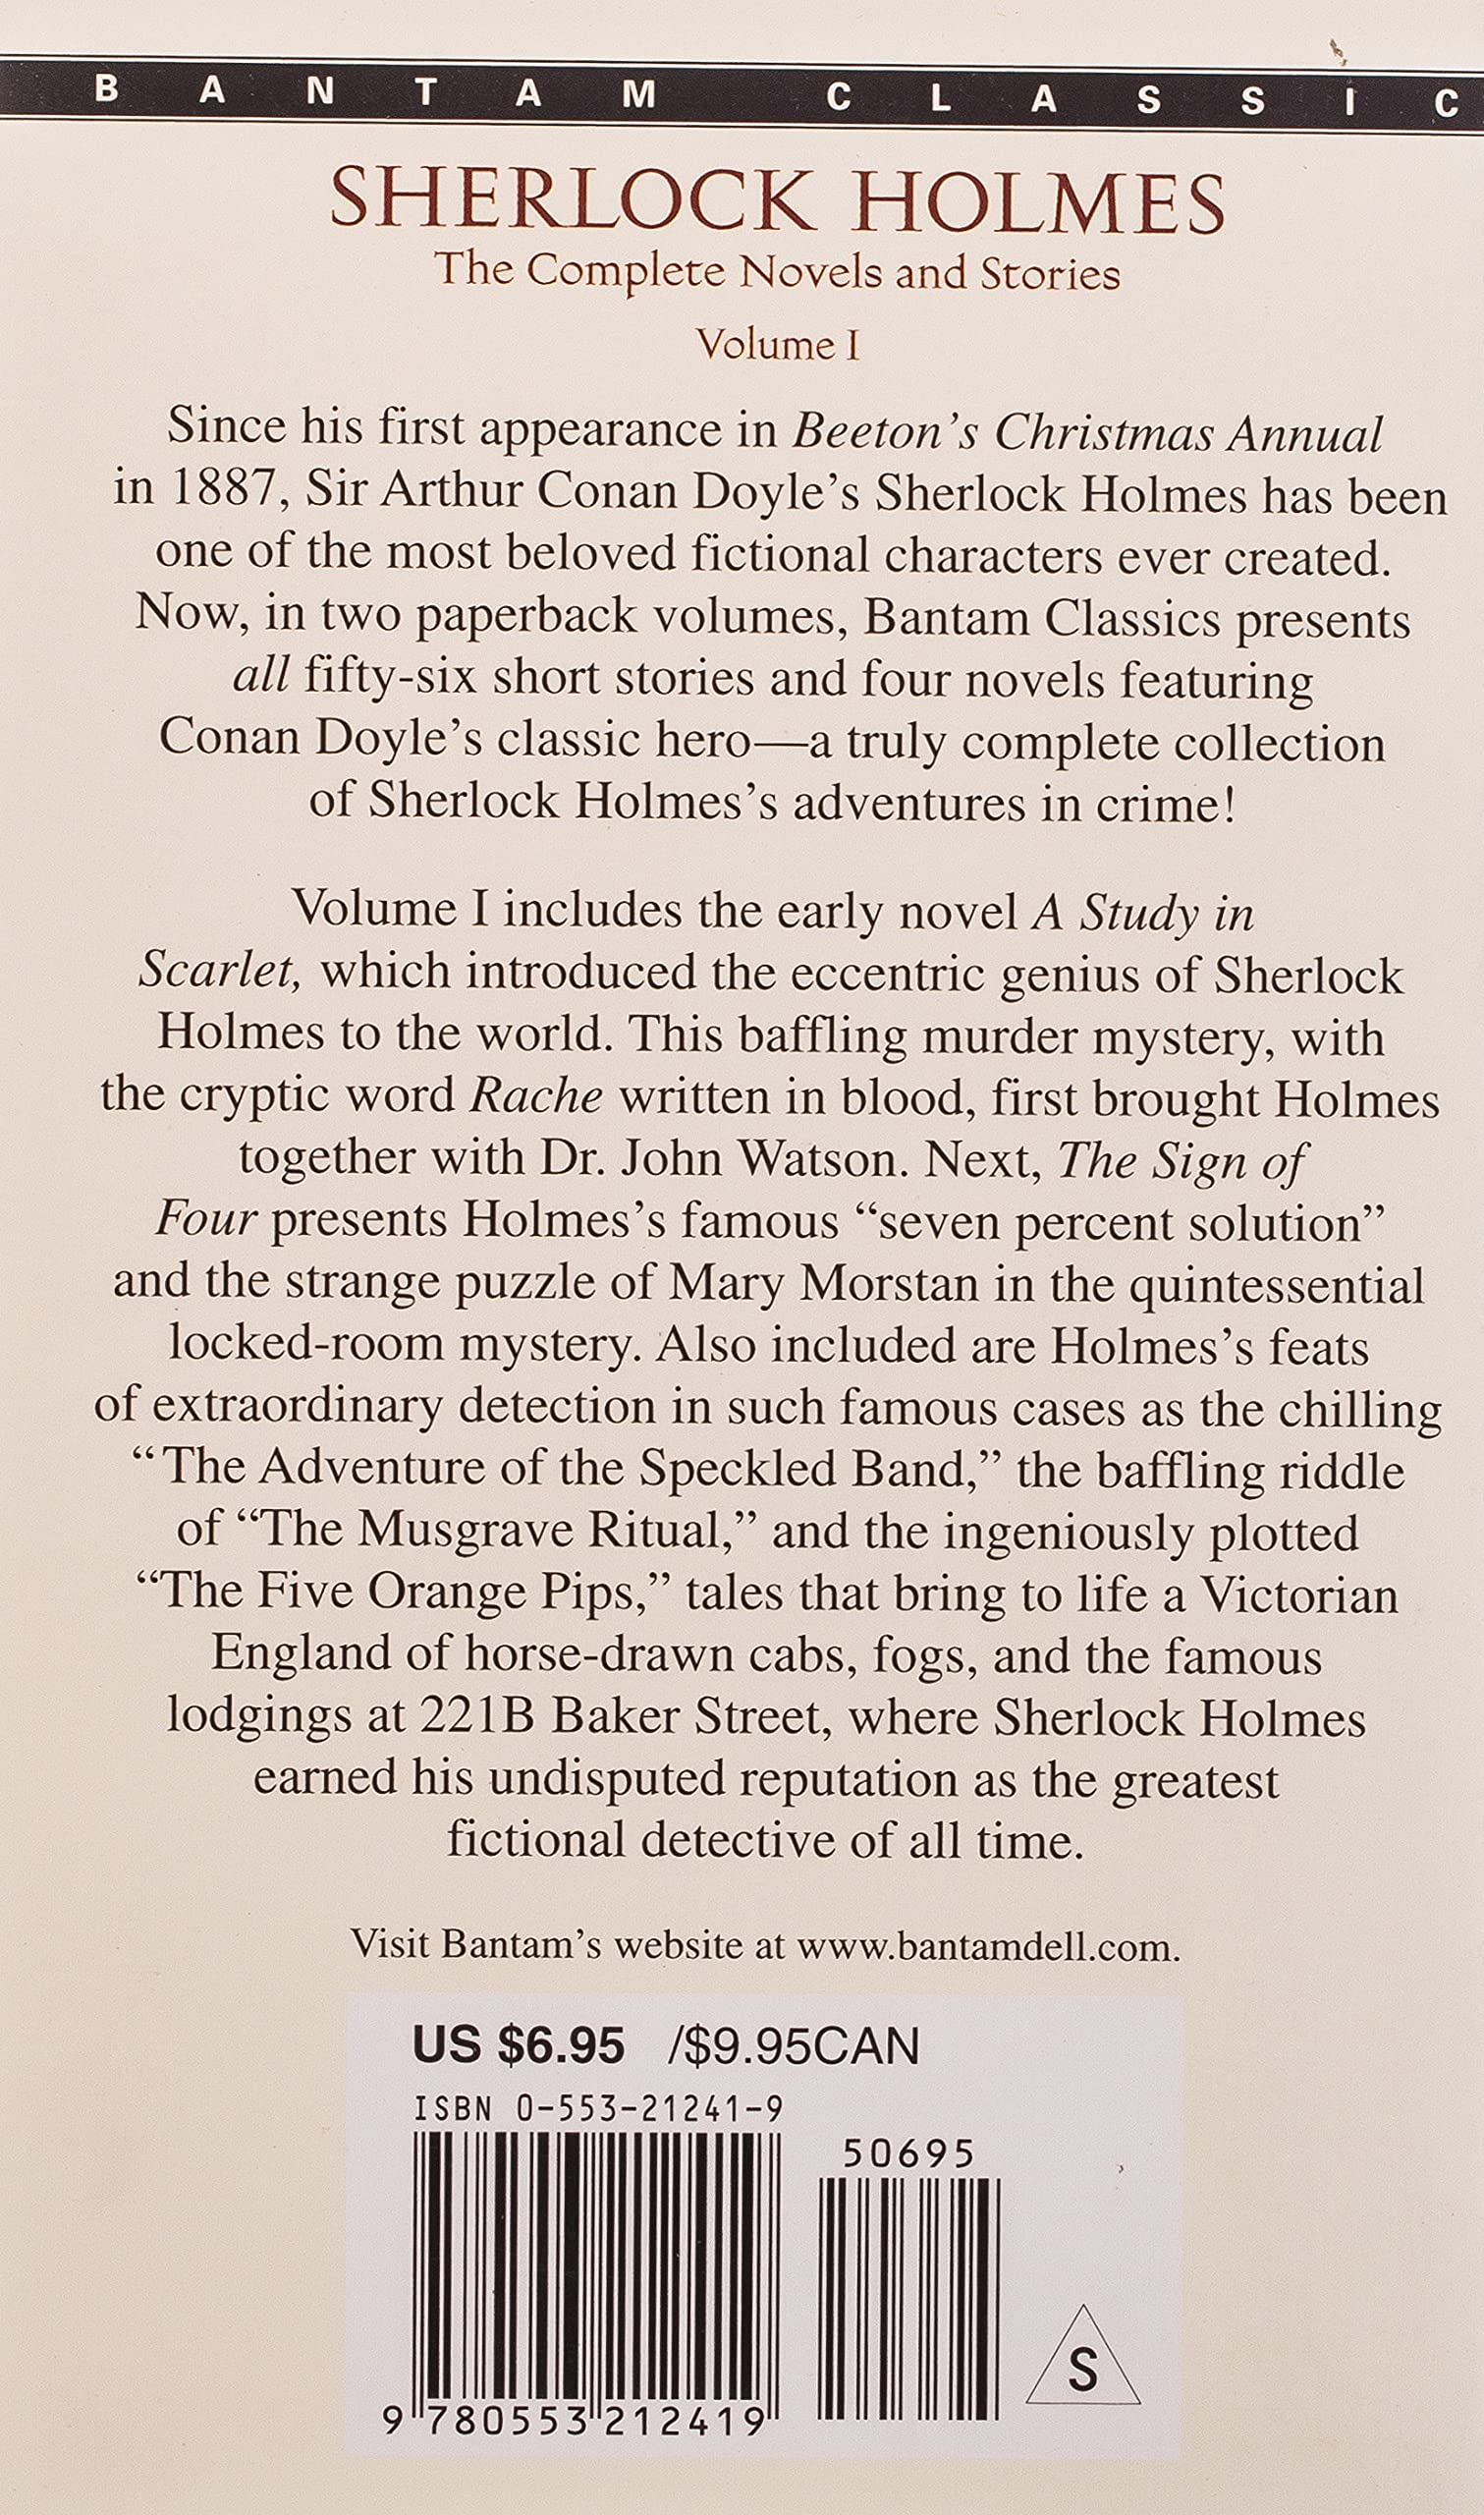 BANTAM CLASSIC
SHERLOCK HOLMES
The Complete Novels and Stories
Volume I
Since his first appearance in Beeton’s Christmas Annual
in 1887, Sir Arthur Conan Doyle’s Sherlock Holmes has been
one of the most beloved fictional characters ever created.
Now, in two paperback volumes, Bantam Classics presents
all fifty-six short stories and four novels featuring
Conan Doyle’s classic hero—a truly complete collection
of Sherlock Holmes’s adventures in crime!
Volume I includes the early novel A Study in
Scarlet, which introduced the eccentric genius of Sherlock
Holmes to the world. This baffling murder mystery, with
the cryptic word Rache written in blood, first brought Holmes
together with Dr. John Watson. Next, The Sign of
Four presents Holmes’s famous “seven percent solution”
and the strange puzzle of Mary Morstan in the quintessential
locked-room mystery. Also included are Holmes’s feats
of extraordinary detection in such famous cases as the chilling
“The Adventure of the Speckled Band,” the baffling riddle
of “The Musgrave Ritual,” and the ingeniously plotted
“The Five Orange Pips,” tales that bring to life a Victorian
England of horse-drawn cabs, fogs, and the famous
lodgings at 221B Baker Street, where Sherlock Holmes
earned his undisputed reputation as the greatest
fictional detective of all time.
Visit Bantam’s website at www.bantamdell.com.
US $6.95 /$9.95CAN
ISBN 0-553-21241-9
50695
9 780553 212419
S